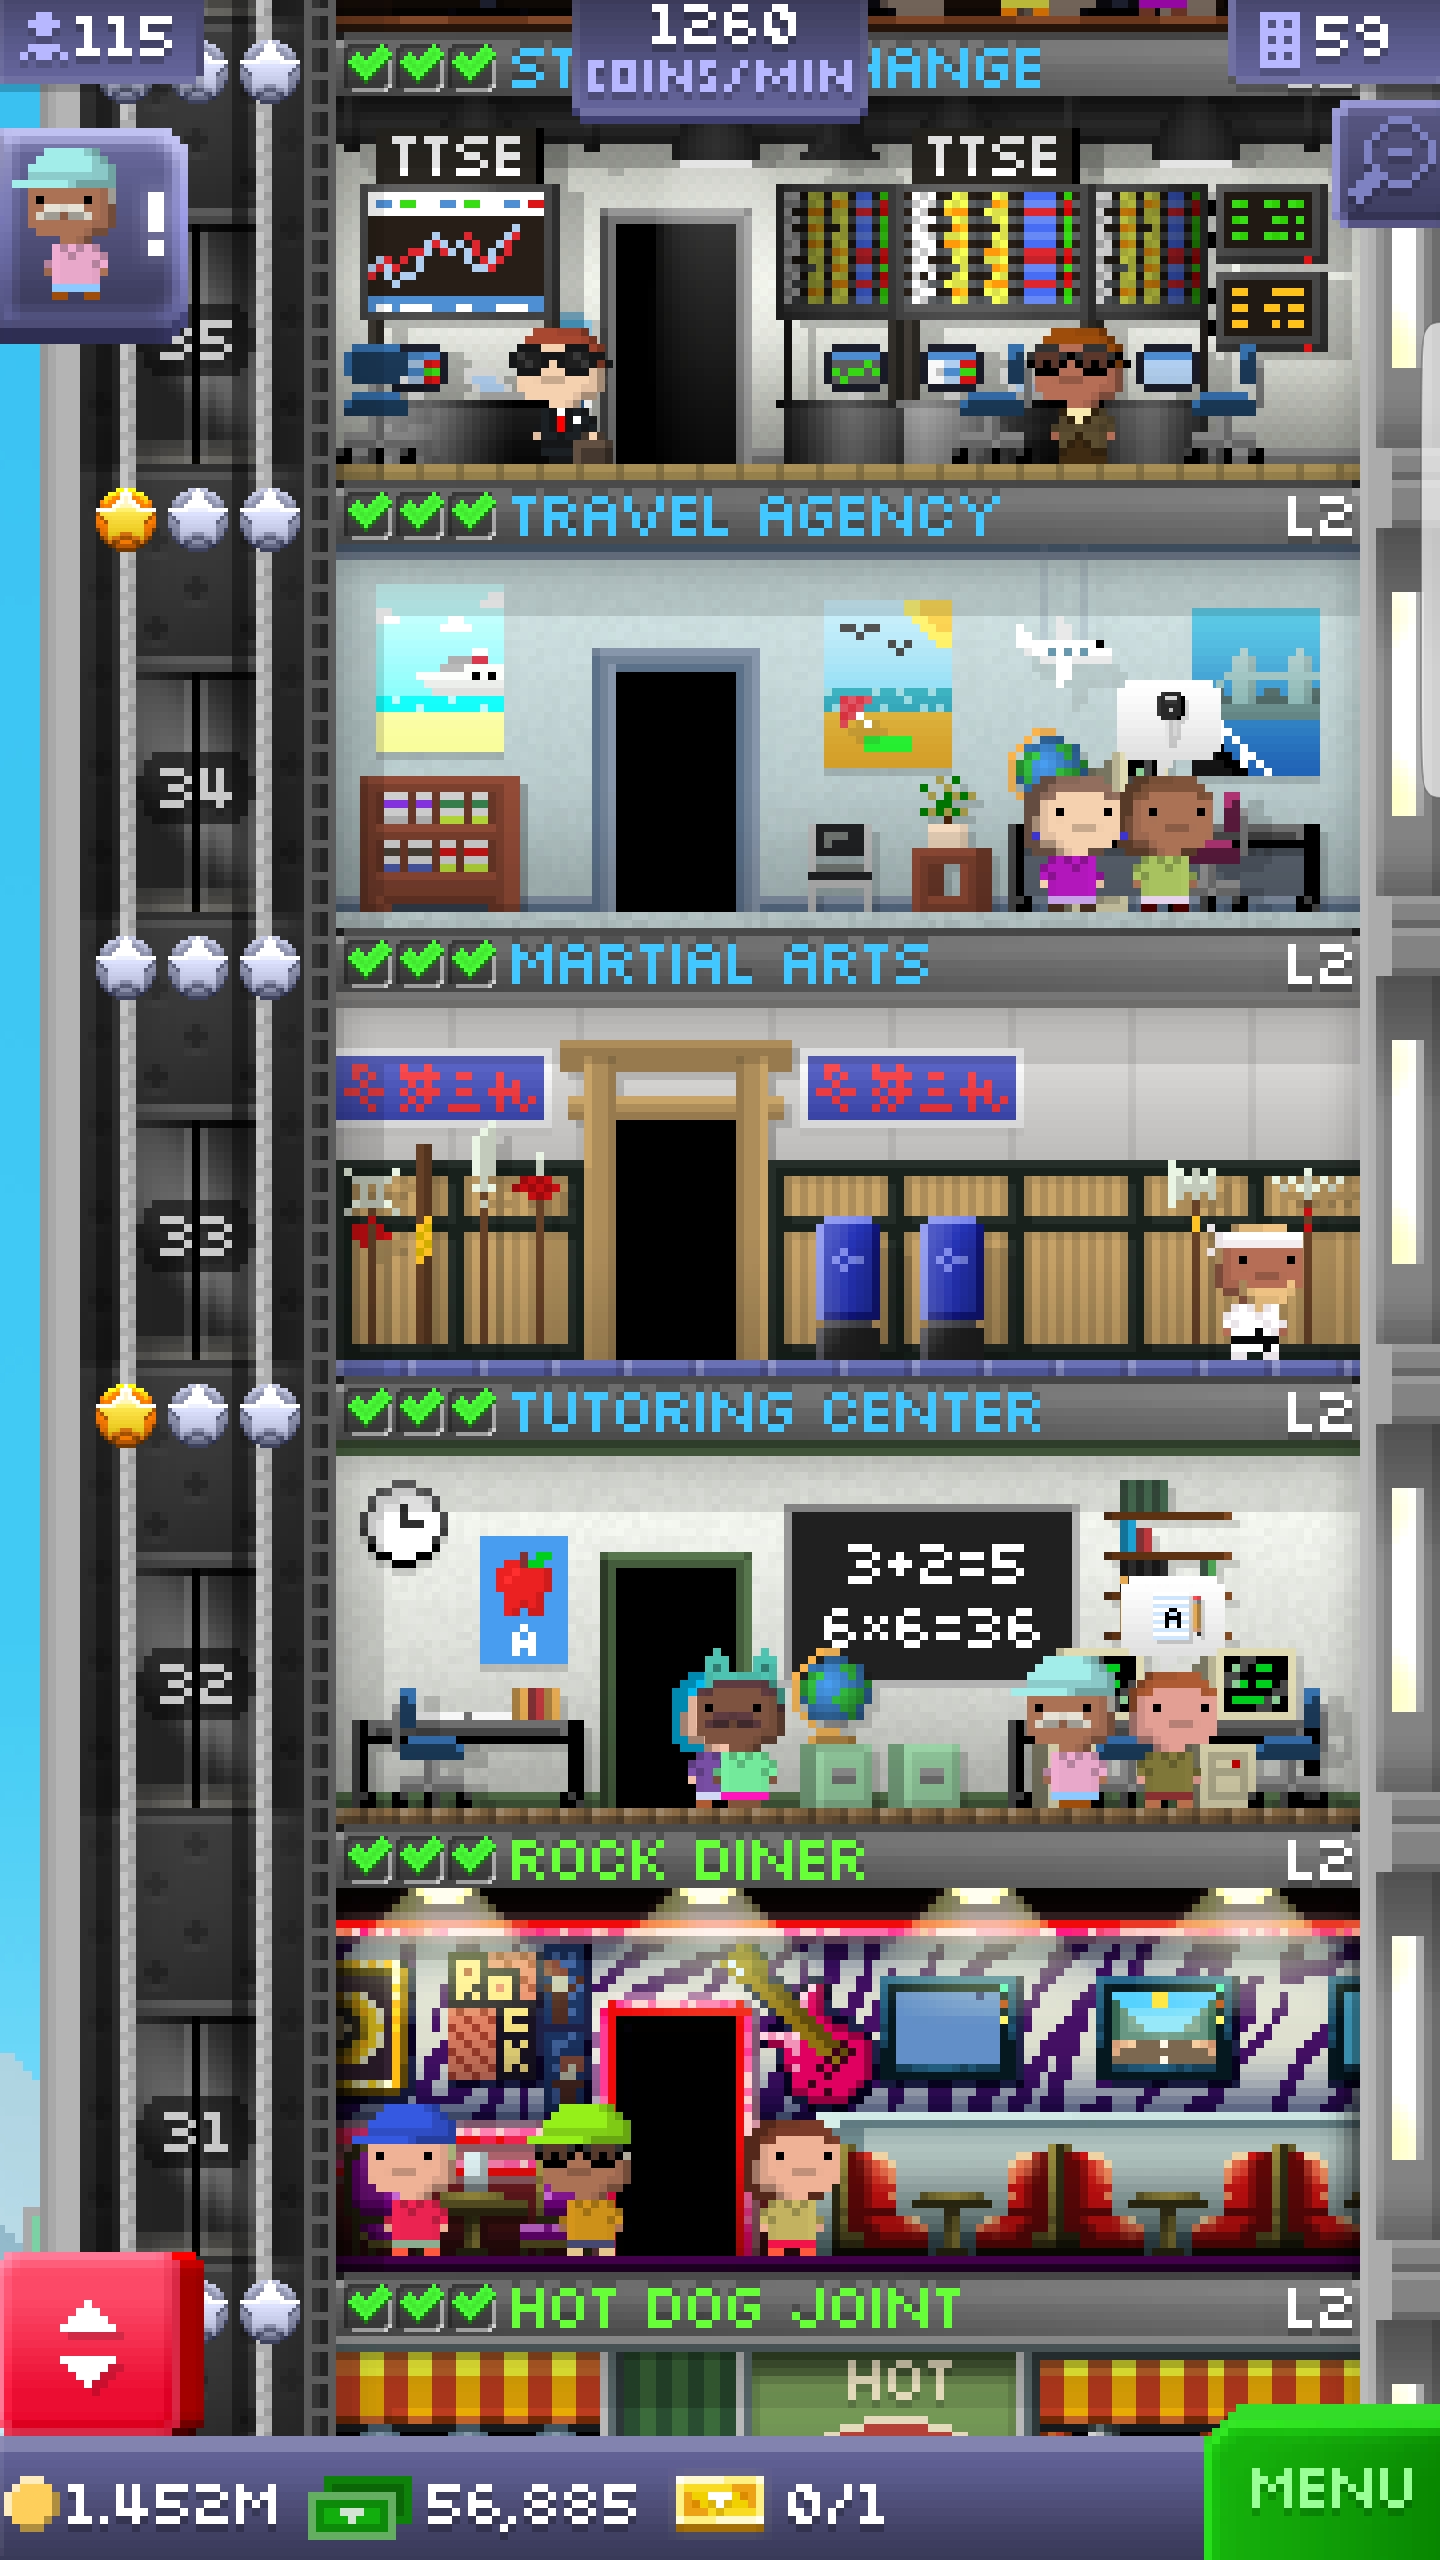 115
1260
COINS/MIN
59
ST HANGE
TTSE
TTSE
!
35
TRAVEL AGENCY L2
34
MARTIAL ARTS L2
33
TUTORING CENTER L2
3+2=5
6×6=36
A
A
32
ROCK DINER L2
ROCK
31
HOT DOG JOINT L2
HOT
1.452M 56,885 0/1
MENU